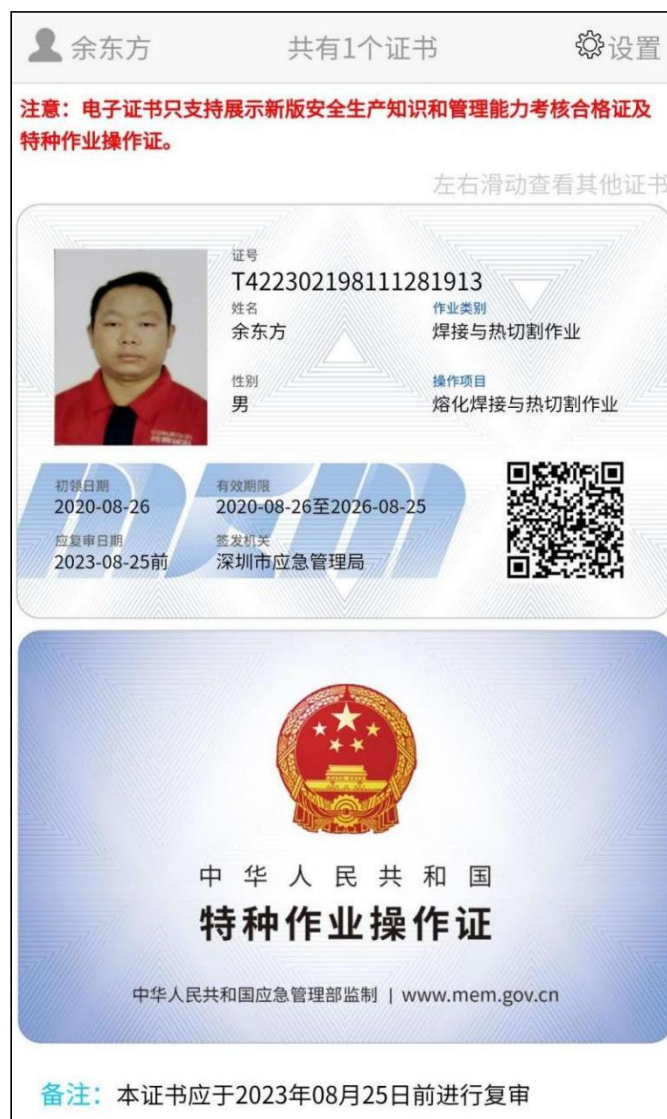 余东方 共有1个证书 设置
注意：电子证书只支持展示新版安全生产知识和管理能力考核合格证及
特种作业操作证。
左右滑动查看其他证书
证号
T422302198111281913
姓名 作业类别
余东方 焊接与热切割作业
性别 操作项目
男 熔化焊接与热切割作业
初领日期 有效期限
2020-08-26 2020-08-26至2026-08-25
应复审日期 签发机关
2023-08-25前 深圳市应急管理局
中华人民共和国
特种作业操作证
中华人民共和国应急管理部监制 | www.mem.gov.cn
备注：本证书应于2023年08月25日前进行复审